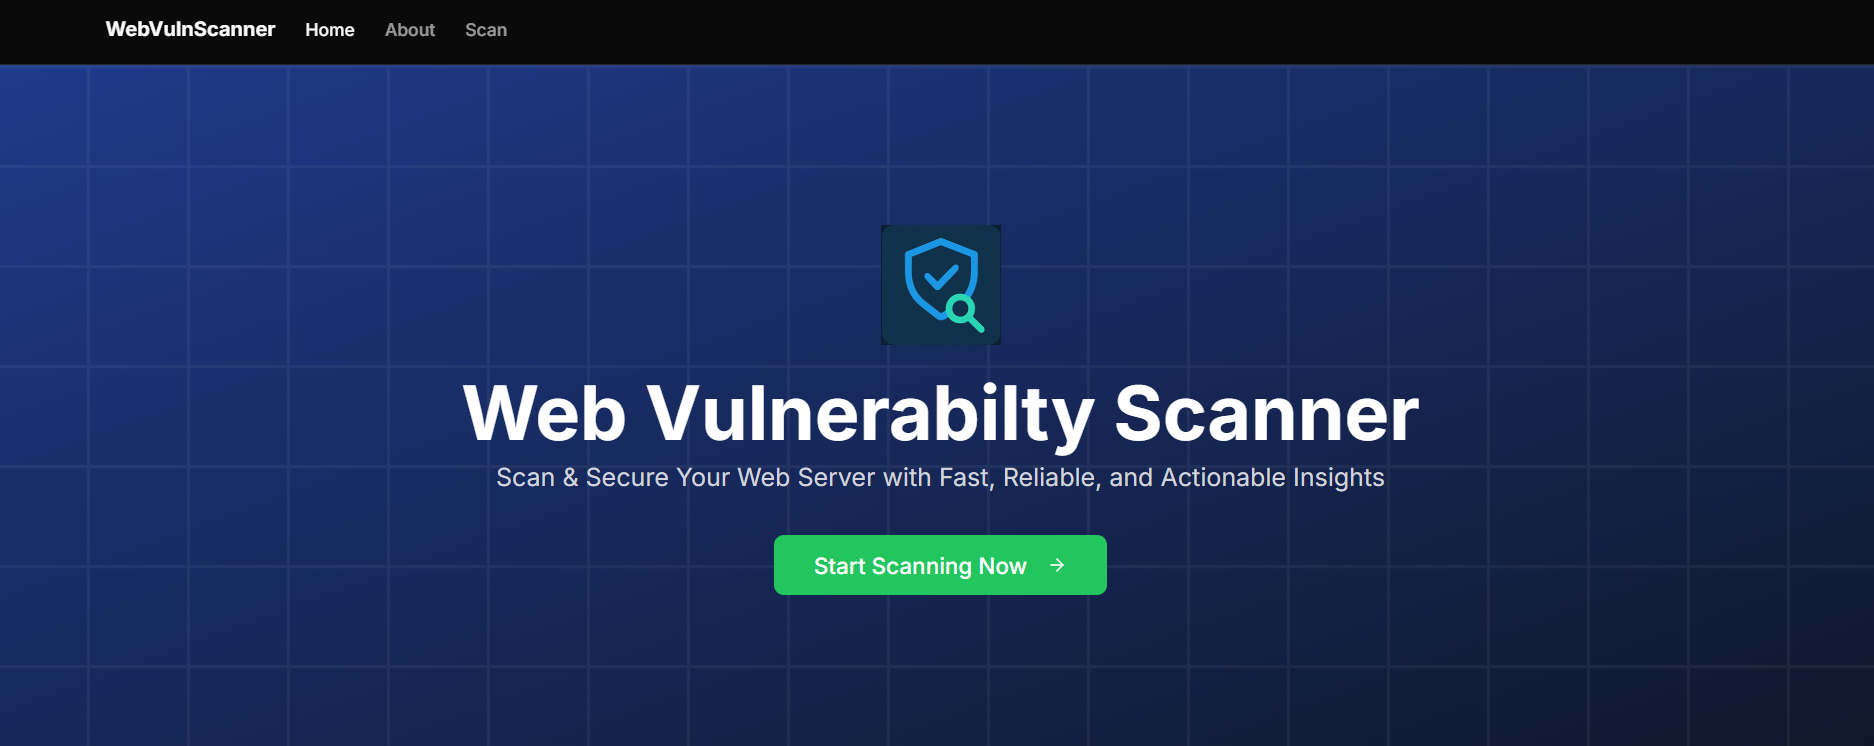 WebVulnScanner Home About Scan
Web Vulnerabilty Scanner
Scan & Secure Your Web Server with Fast, Reliable, and Actionable Insights
Start Scanning Now →